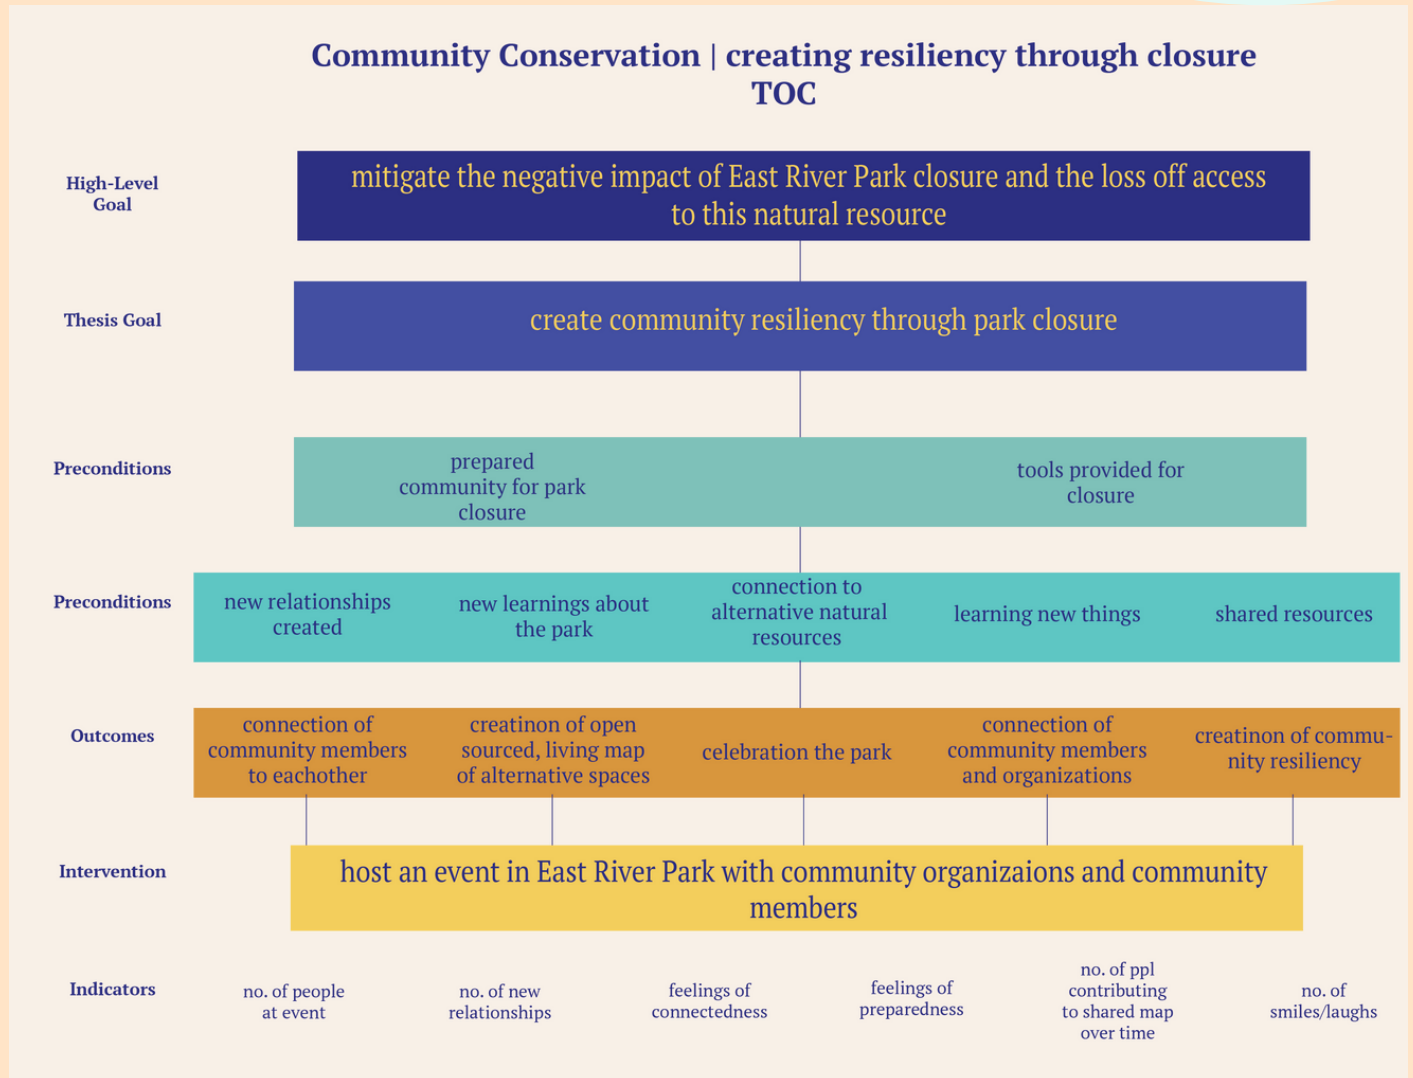 Community Conservation | creating resiliency through closure
TOC
High-Level
Goal
mitigate the negative impact of East River Park closure and the loss off access
to this natural resource
Thesis Goal
create community resiliency through park closure
Preconditions
prepared
community for park
closure
tools provided for
closure
Preconditions
new relationships
created
new learnings about
the park
connection to
alternative natural
resources
learning new things
shared resources
Outcomes
connection of
community members
to eachother
creatinon of open
sourced, living map
of alternative spaces
celebration the park
connection of
community members
and organizations
creatinon of commu-
nity resiliency
Intervention
host an event in East River Park with community organizaions and community
members
Indicators
no. of people
at event
no. of new
relationships
feelings of
connectedness
feelings of
preparedness
no. of ppl
contributing
to shared map
over time
no. of
smiles/laughs